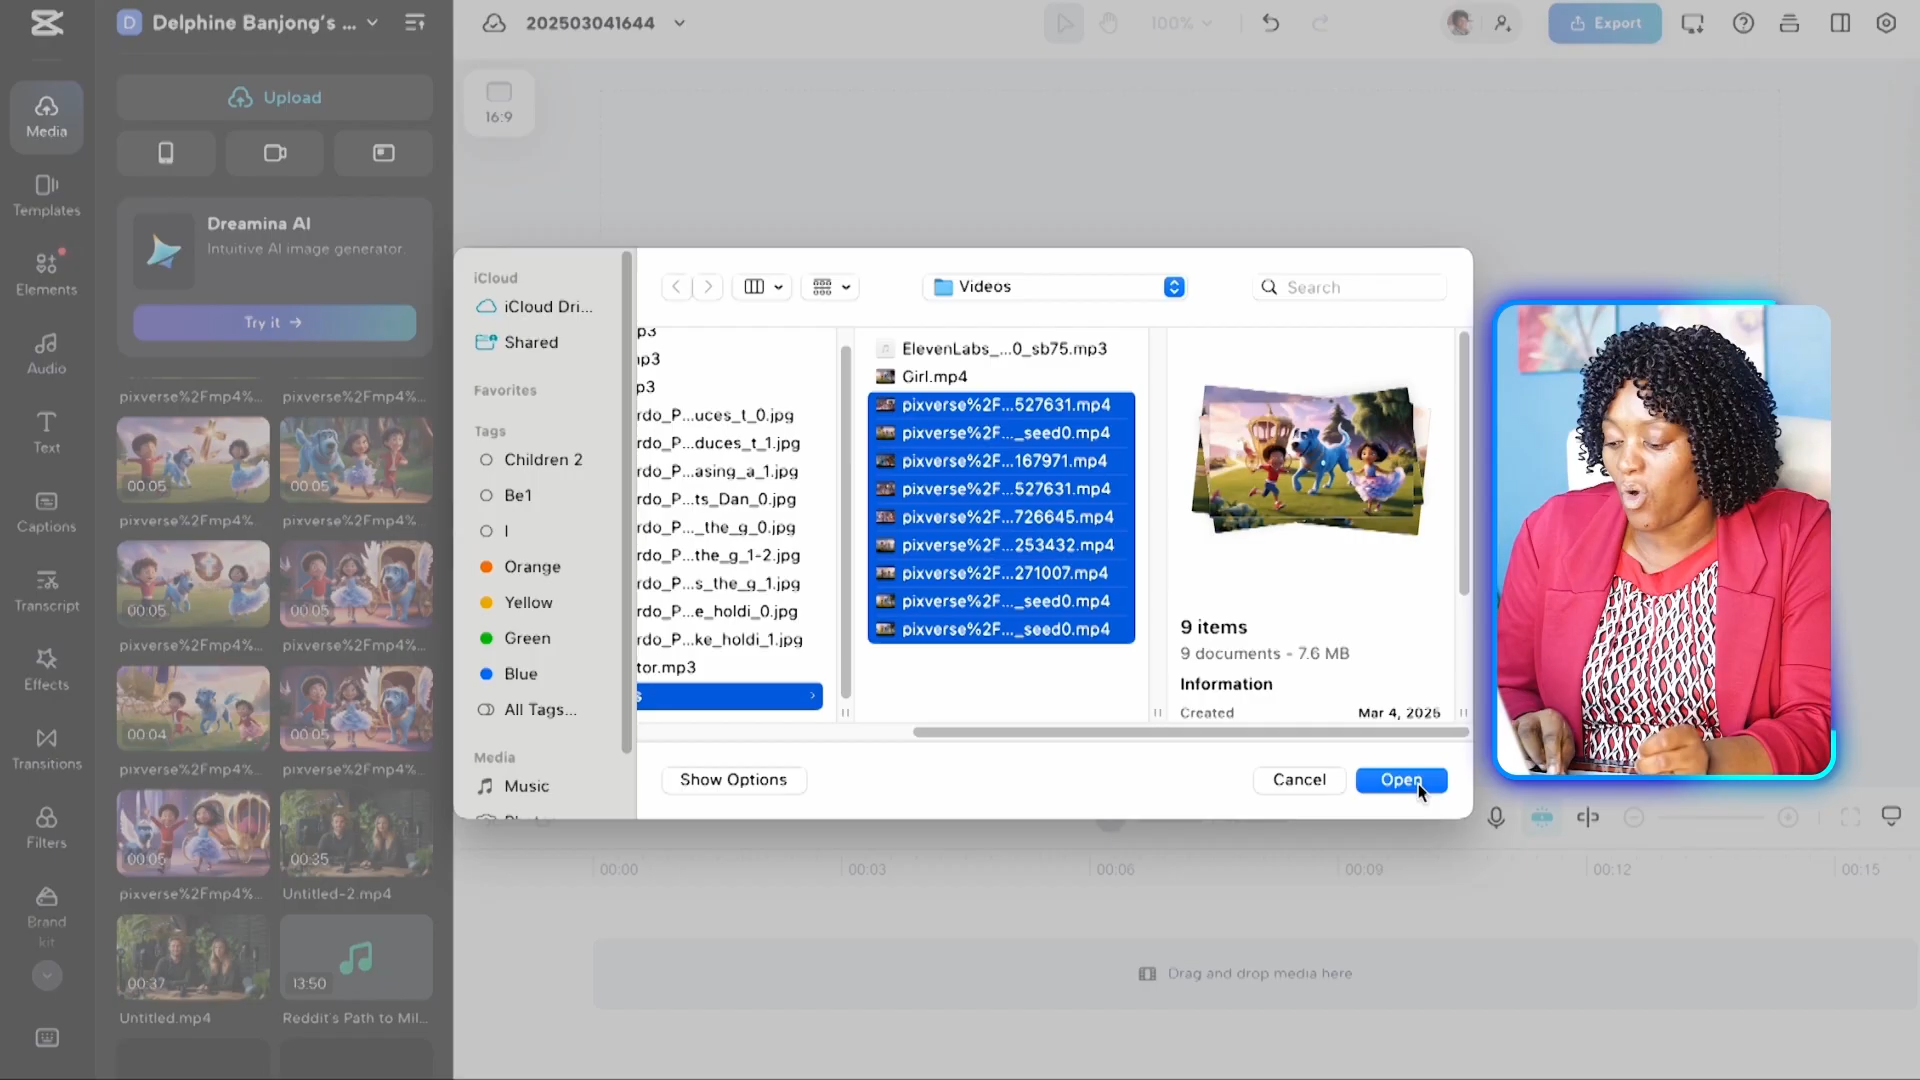 D Delphine Banjong's ...
202503041644
100%
Export
Media
Templates
Elements
Audio
Text
Captions
Transcript
Effects
Transitions
Filters
Brand
kit
Upload
Dreamina AI
Intuitive AI image generator
Try it →
pixverse%2Fmp4%...
pixverse%2Fmp4%...
00:05
00:05
pixverse%2Fmp4%...
pixverse%2Fmp4%...
00:05
00:05
pixverse%2Fmp4%...
pixverse%2Fmp4%...
00:04
00:05
pixverse%2Fmp4%...
pixverse%2Fmp4%...
00:05
00:35
pixverse%2Fmp4%...
Untitled-2.mp4
00:37
13:50
Untitled.mp4
Reddit's Path to Mil...
16:9
iCloud
iCloud Dri...
Shared
Favorites
Tags
Children 2
Be1
I
Orange
Yellow
Green
Blue
All Tags...
Media
Music
Videos
Search
p3
np3
p3
rdo_P...uces_t_0.jpg
rdo_P...duces_t_1.jpg
rdo_P...asing_a_1.jpg
rdo_P...ts_Dan_0.jpg
rdo_P..._the_g_0.jpg
rdo_P...the_g_1-2.jpg
rdo_P...s_the_g_1.jpg
rdo_P...e_holdi_0.jpg
rdo_P...ke_holdi_1.jpg
tor.mp3
s
ElevenLabs_...0_sb75.mp3
Girl.mp4
pixverse%2F...527631.mp4
pixverse%2F..._seed0.mp4
pixverse%2F...167971.mp4
pixverse%2F...527631.mp4
pixverse%2F...726645.mp4
pixverse%2F...253432.mp4
pixverse%2F...271007.mp4
pixverse%2F..._seed0.mp4
pixverse%2F..._seed0.mp4
9 items
9 documents - 7.6 MB
Information
Created Mar 4, 2025
Show Options
Cancel
Open
00:00 00:03 00:06 00:09 00:12 00:15
Drag and drop media here